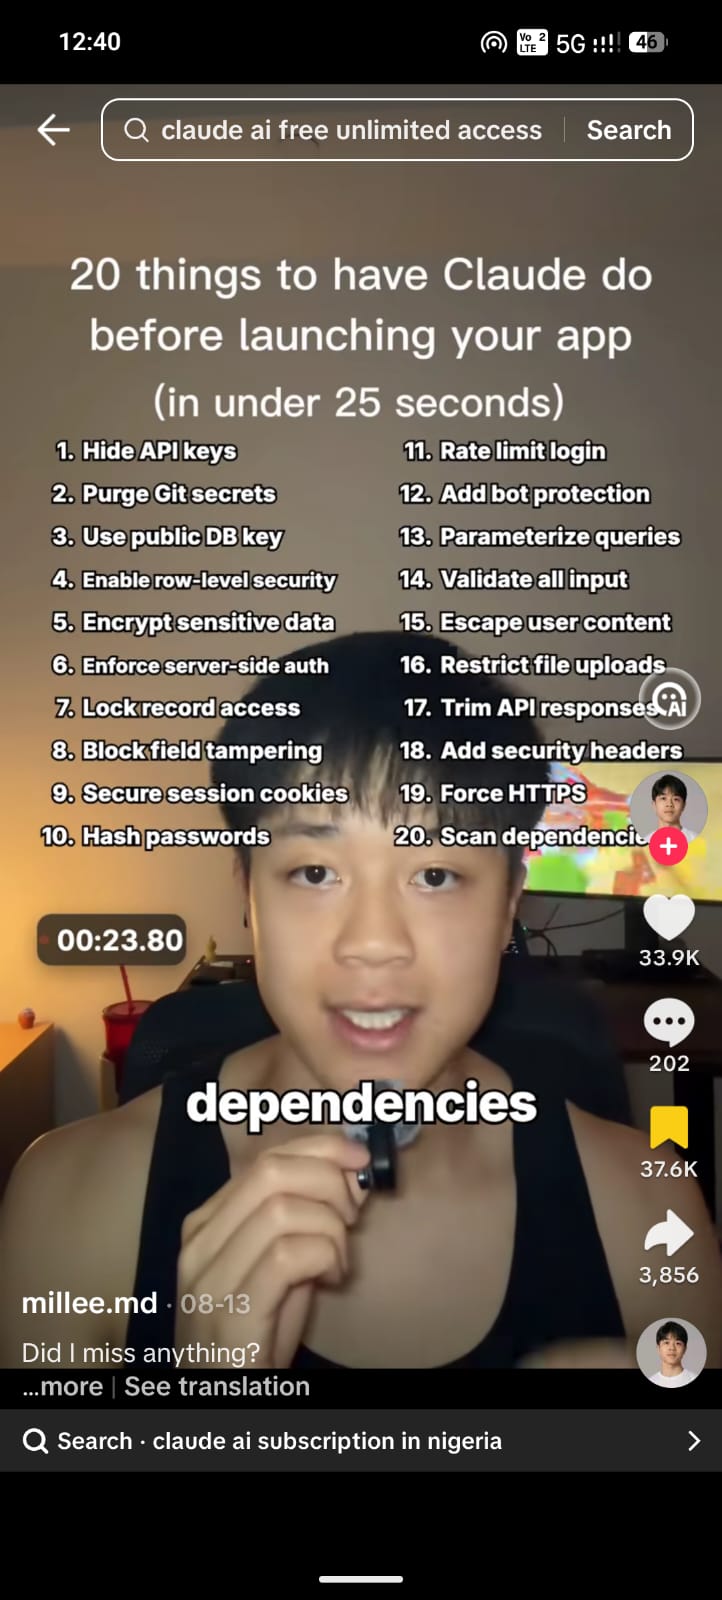 12:40
Vo 2
LTE
5G
46
claude ai free unlimited access
Search
20 things to have Claude do
before launching your app
(in under 25 seconds)
1. Hide API keys
2. Purge Git secrets
3. Use public DB key
4. Enable row-level security
5. Encrypt sensitive data
6. Enforce server-side auth
7. Lock record access
8. Block field tampering
9. Secure session cookies
10. Hash passwords
11. Rate limit login
12. Add bot protection
13. Parameterize queries
14. Validate all input
15. Escape user content
16. Restrict file uploads
17. Trim API responses
18. Add security headers
19. Force HTTPS
20. Scan dependencie
AI
00:23.80
33.9K
202
dependencies
37.6K
3,856
millee.md · 08-13
Did I miss anything?
...more | See translation
Search · claude ai subscription in nigeria